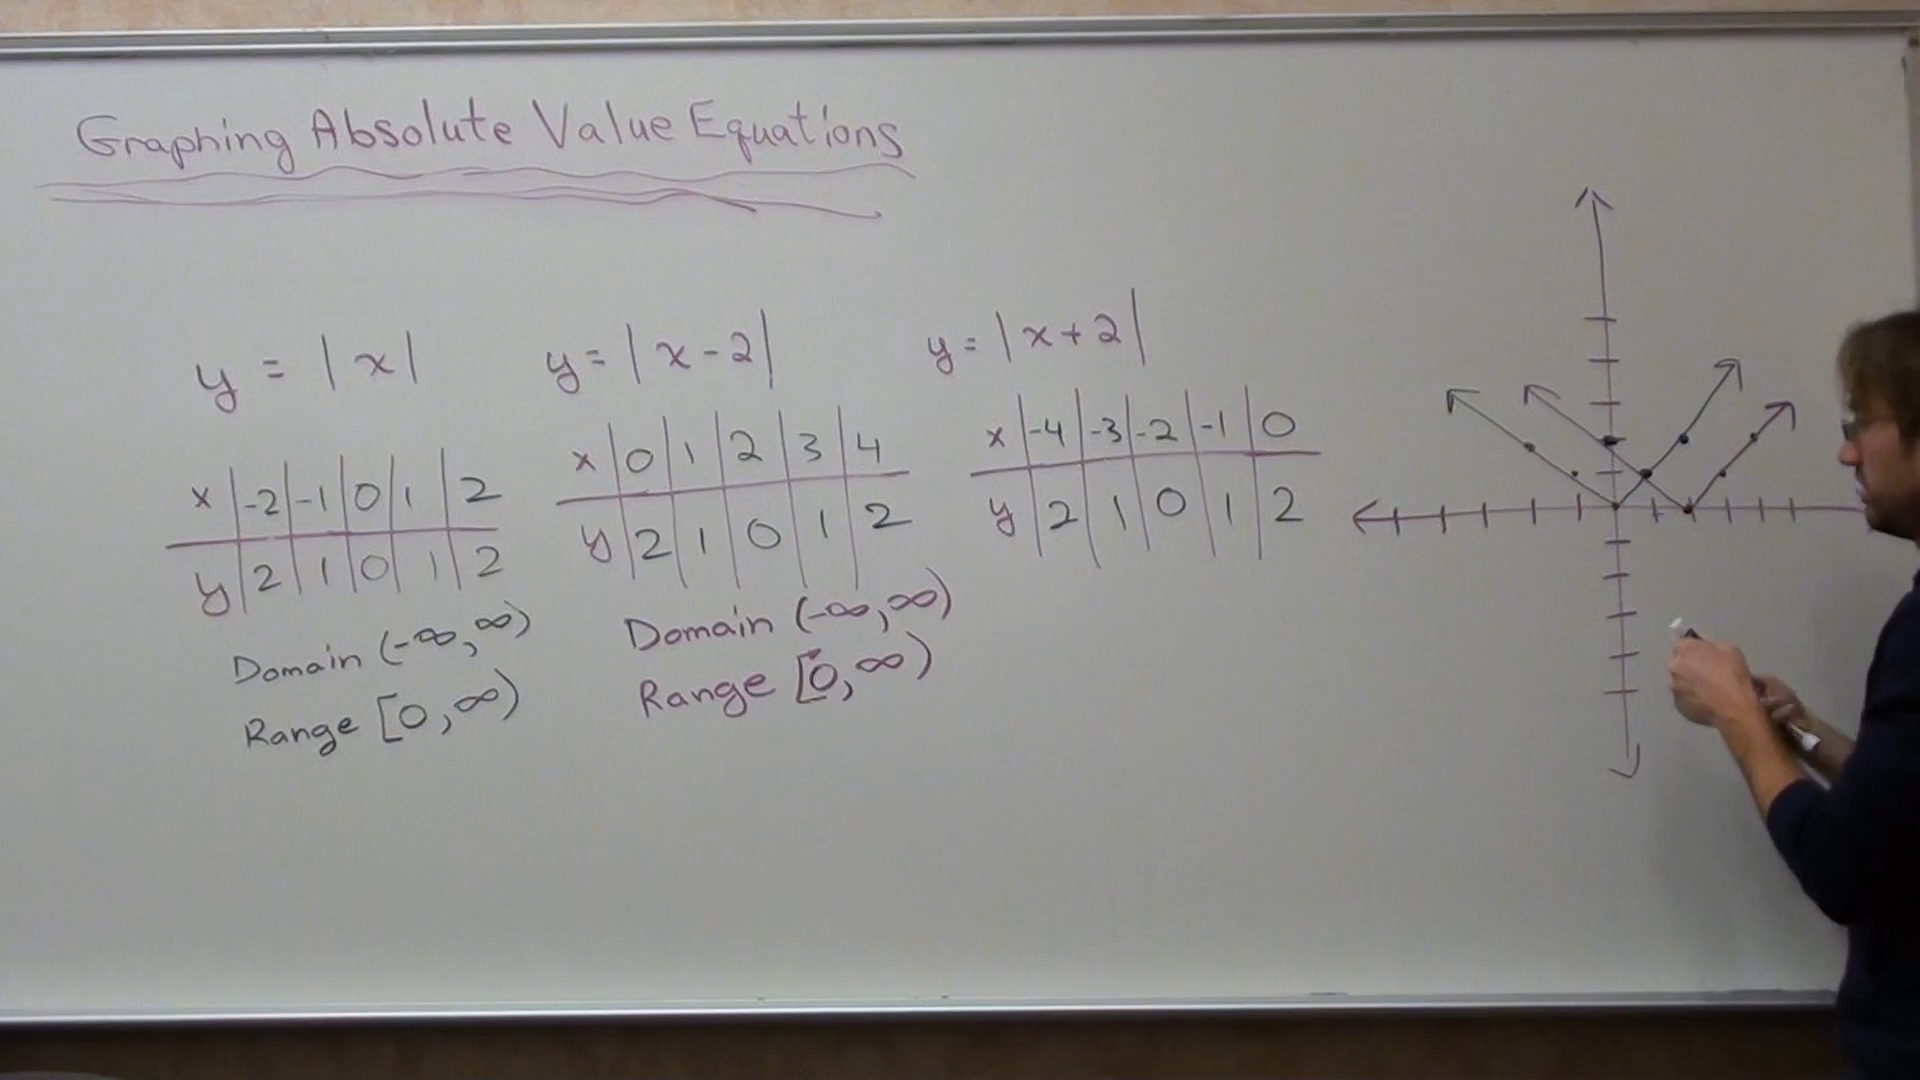 Graphing Absolute Value Equations
y = |x|
x | -2 | -1 | 0 | 1 | 2
y | 2 | 1 | 0 | 1 | 2
Domain (-∞,∞)
Range [0,∞)
y = |x-2|
x | 0 | 1 | 2 | 3 | 4
y | 2 | 1 | 0 | 1 | 2
Domain (-∞,∞)
Range [0,∞)
y = |x+2|
x | -4 | -3 | -2 | -1 | 0
y | 2 | 1 | 0 | 1 | 2